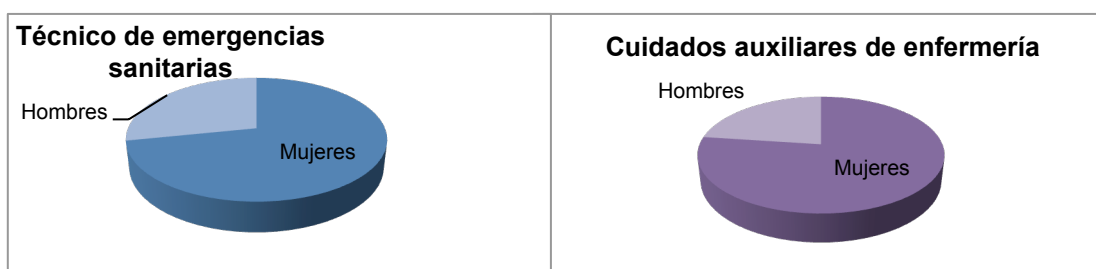 Técnico de emergencias
sanitarias
Hombres
Mujeres
Cuidados auxiliares de enfermería
Hombres
Mujeres